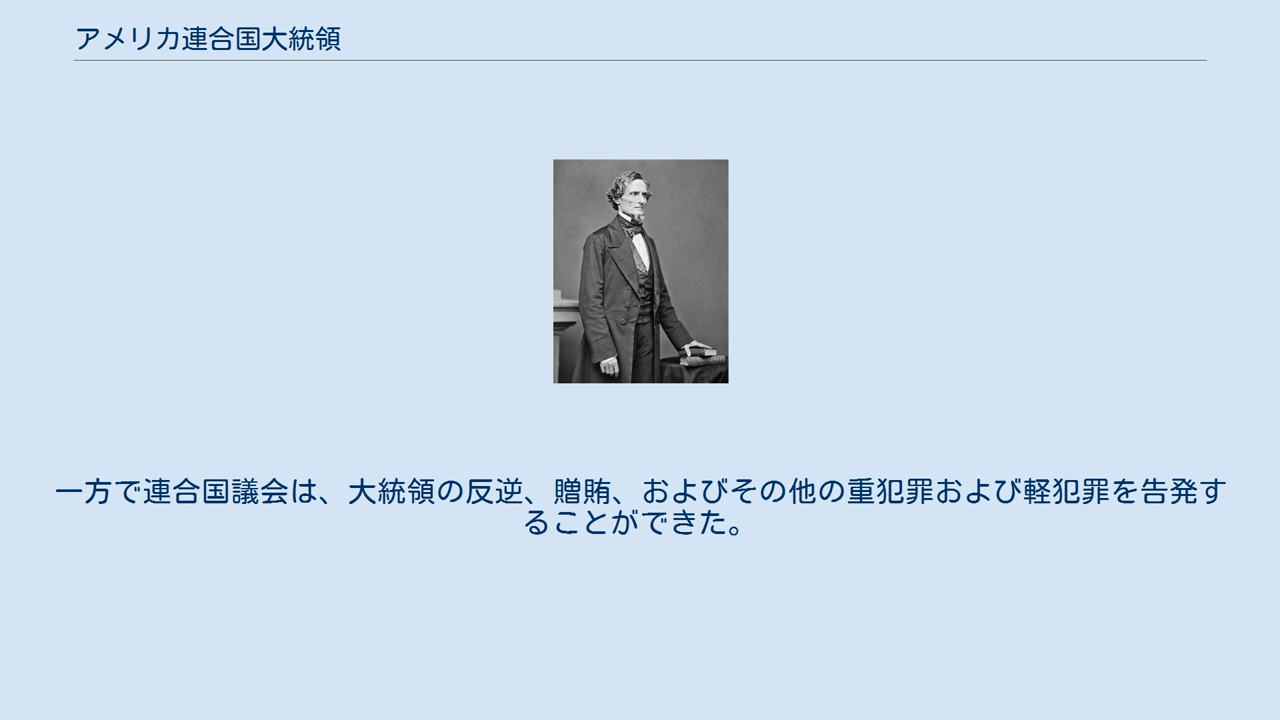 アメリカ連合国大統領
一方で連合国議会は、大統領の反逆、贈賄、およびその他の重犯罪および軽犯罪を告発す
ることができた。